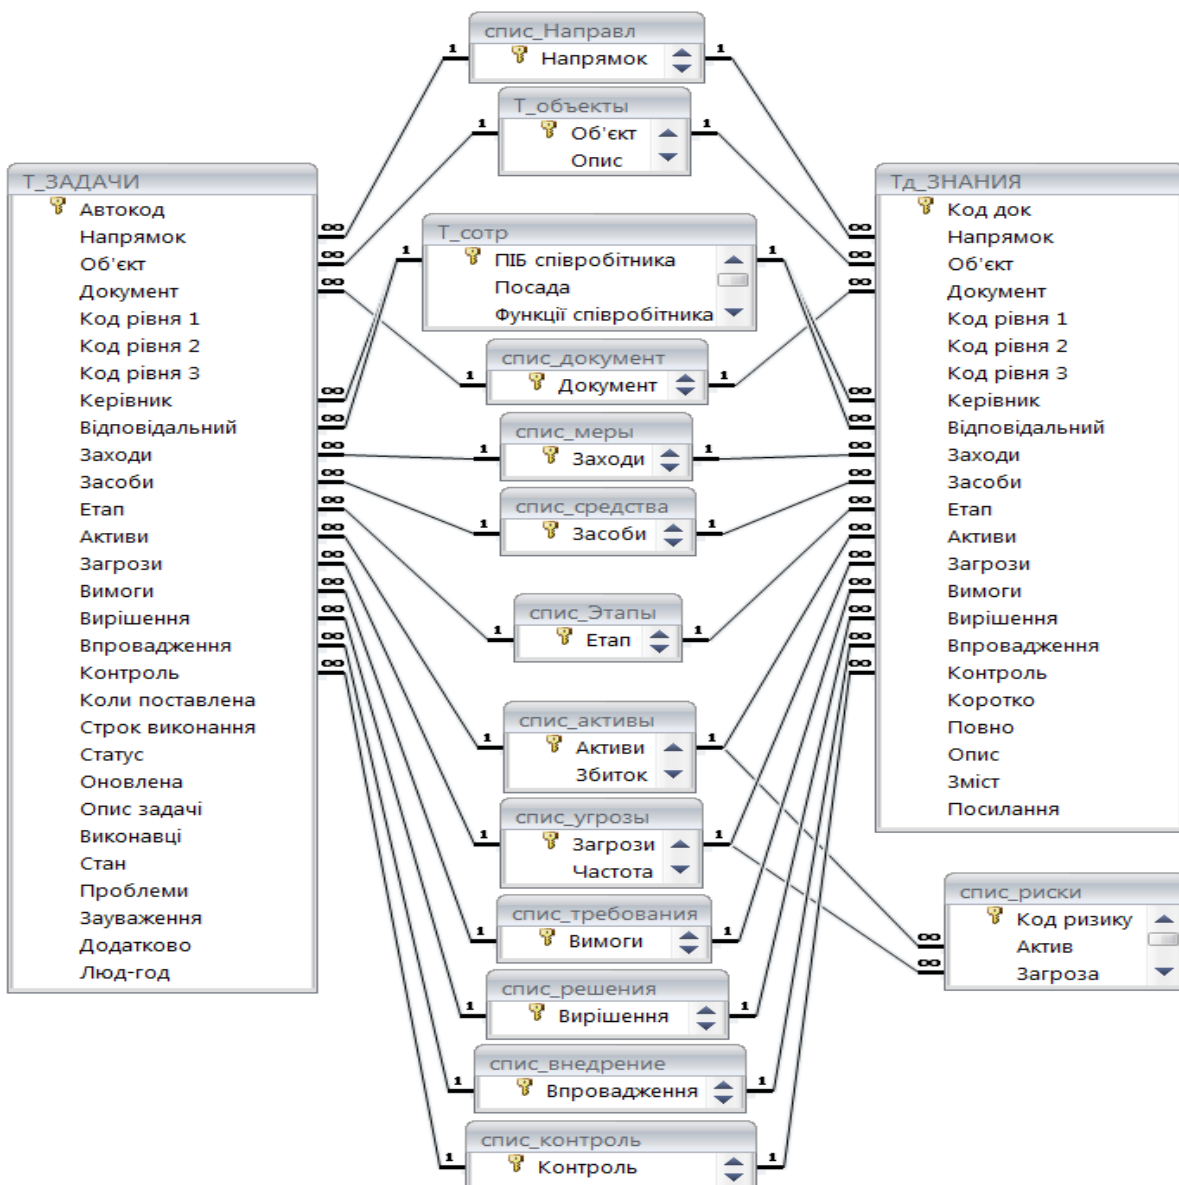 спис_Направл
Напрямок
Т_объекты
Об'єкт
Опис
Т_ЗАДАЧИ
Автокод
Напрямок
Об'єкт
Документ
Код рівня 1
Код рівня 2
Код рівня 3
Керівник
Відповідальний
Заходи
Засоби
Етап
Активи
Загрози
Вимоги
Вирішення
Впровадження
Контроль
Коли поставлена
Строк виконання
Статус
Оновлена
Опис задачі
Виконавці
Стан
Проблеми
Зауваження
Додатково
Люд-год
Т_сотр
ПІБ співробітника
Посада
Функції співробітника
спис_документ
Документ
спис_меры
Заходи
спис_средства
Засоби
спис_Этапы
Етап
спис_активы
Активи
Збиток
спис_угрозы
Загрози
Частота
спис_требования
Вимоги
спис_решения
Вирішення
спис_внедрение
Впровадження
спис_контроль
Контроль
Тд_ЗНАНИЯ
Код док
Напрямок
Об'єкт
Документ
Код рівня 1
Код рівня 2
Код рівня 3
Керівник
Відповідальний
Заходи
Засоби
Етап
Активи
Загрози
Вимоги
Вирішення
Впровадження
Контроль
Коротко
Повно
Опис
Зміст
Посилання
спис_риски
Код ризику
Актив
Загроза